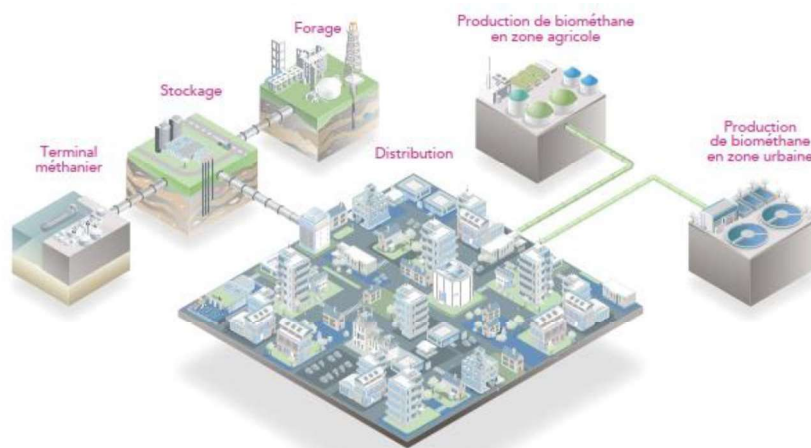 Forage
Production de biométhane
en zone agricole
Stockage
Production
de biométhane
en zone urbaine
Terminal
méthanier
Distribution